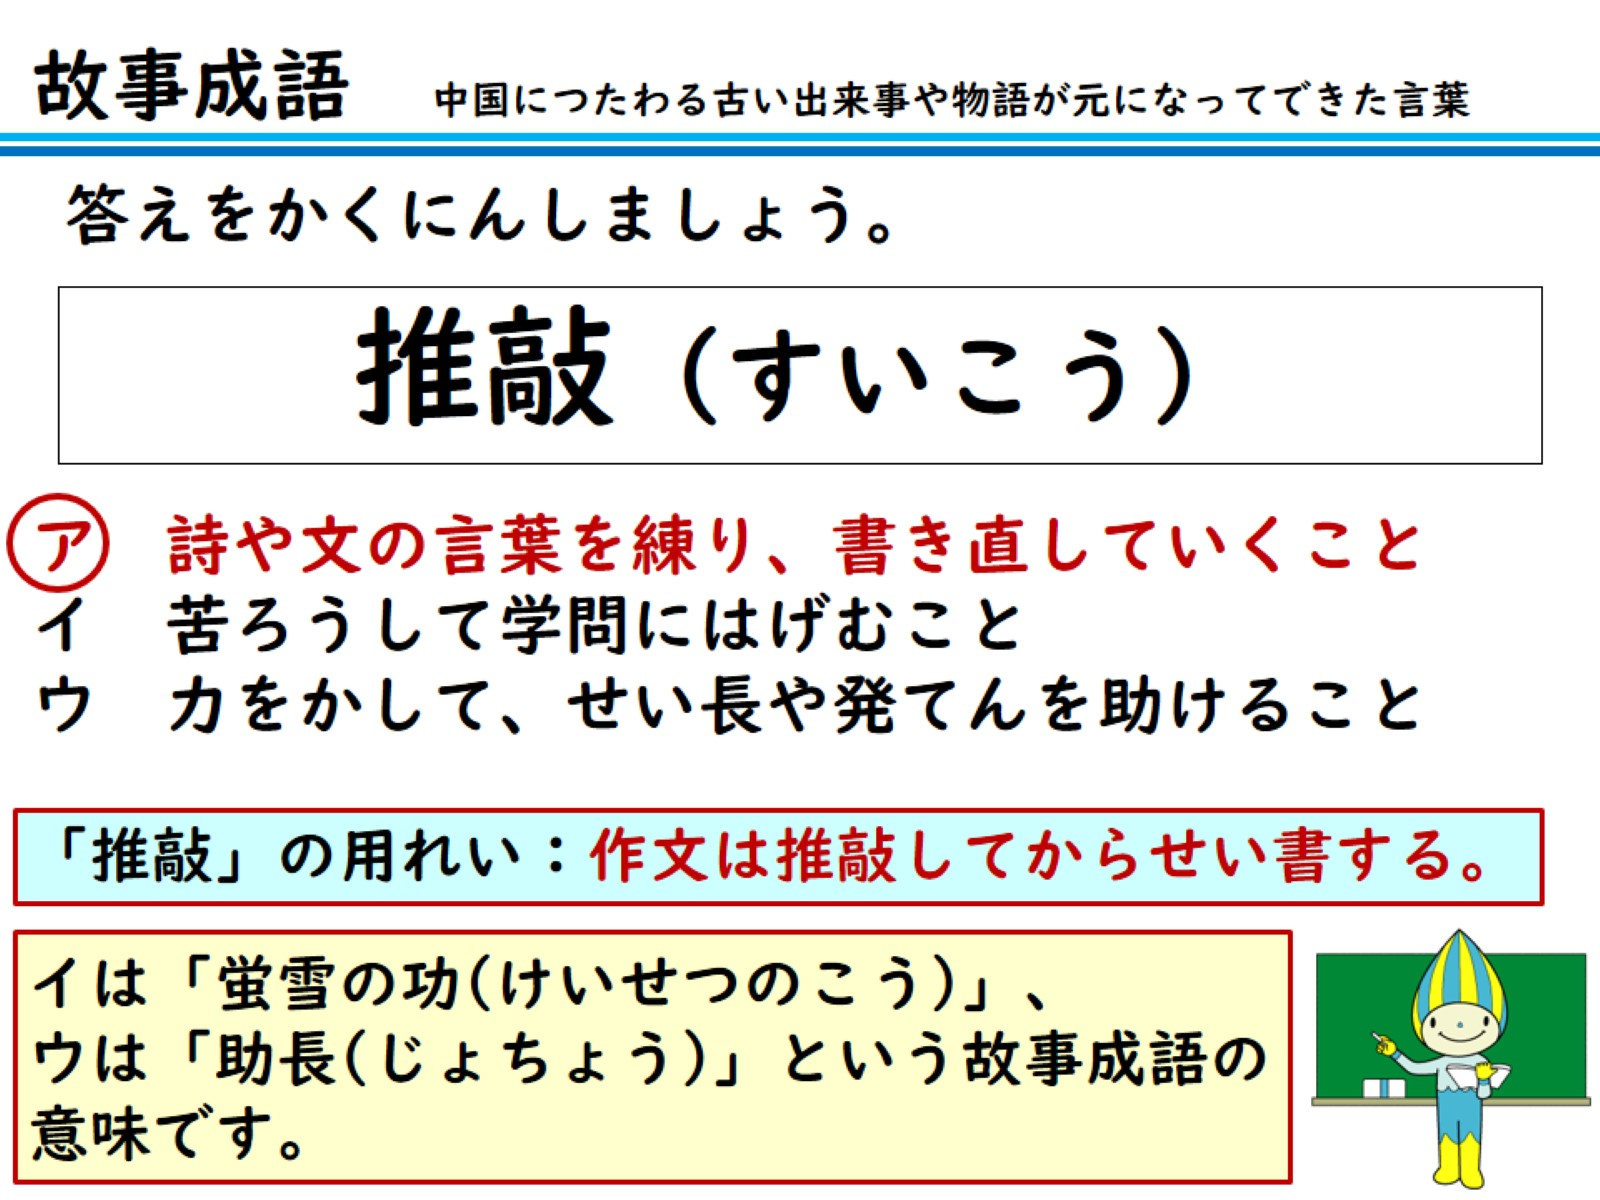 故事成語　中国につたわる古い出来事や物語が元になってできた言葉
答えをかくにんしましょう。
推敲（すいこう）
ア　詩や文の言葉を練り、書き直していくこと
イ　苦ろうして学問にはげむこと
ウ　力をかして、せい長や発てんを助けること
「推敲」の用れい：作文は推敲してからせい書する。
イは「蛍雪の功(けいせつのこう)」、
ウは「助長(じょちょう)」という故事成語の
意味です。